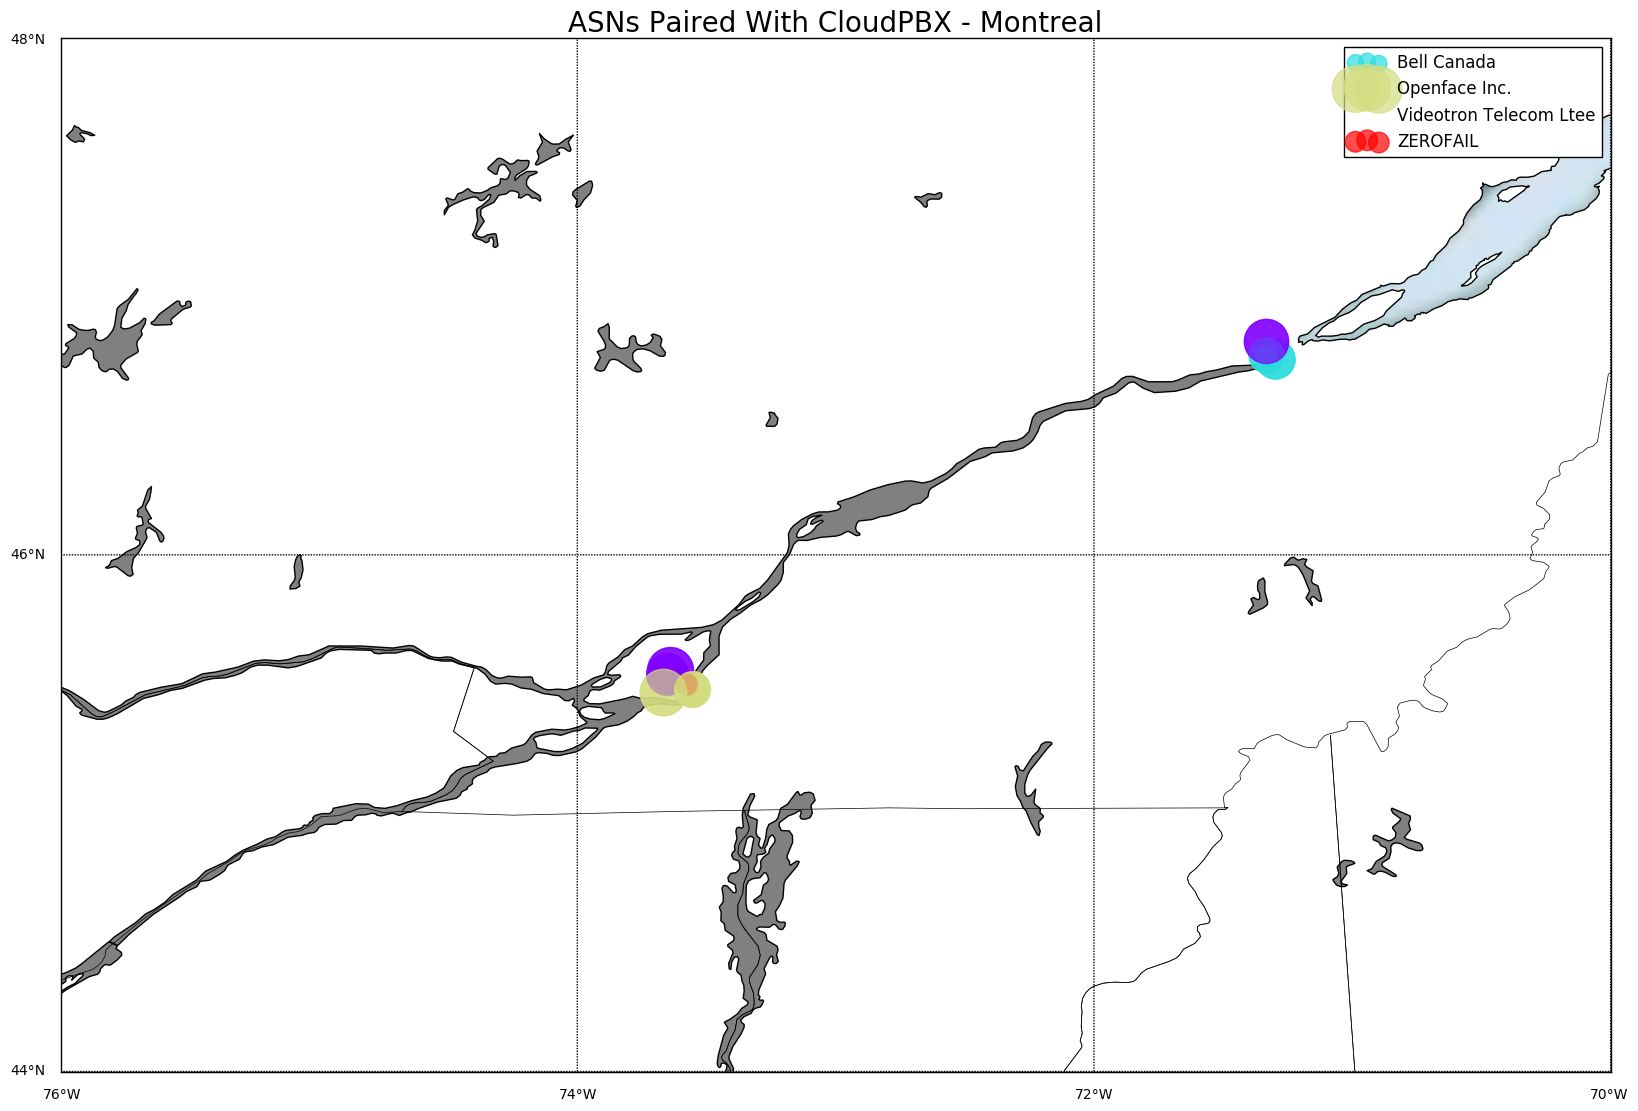 ASNs Paired With CloudPBX - Montreal
48°N
Bell Canada
Openface Inc.
Videotron Telecom Ltee
ZEROFAIL
46°N
44°N
76°W
74°W
72°W
70°W